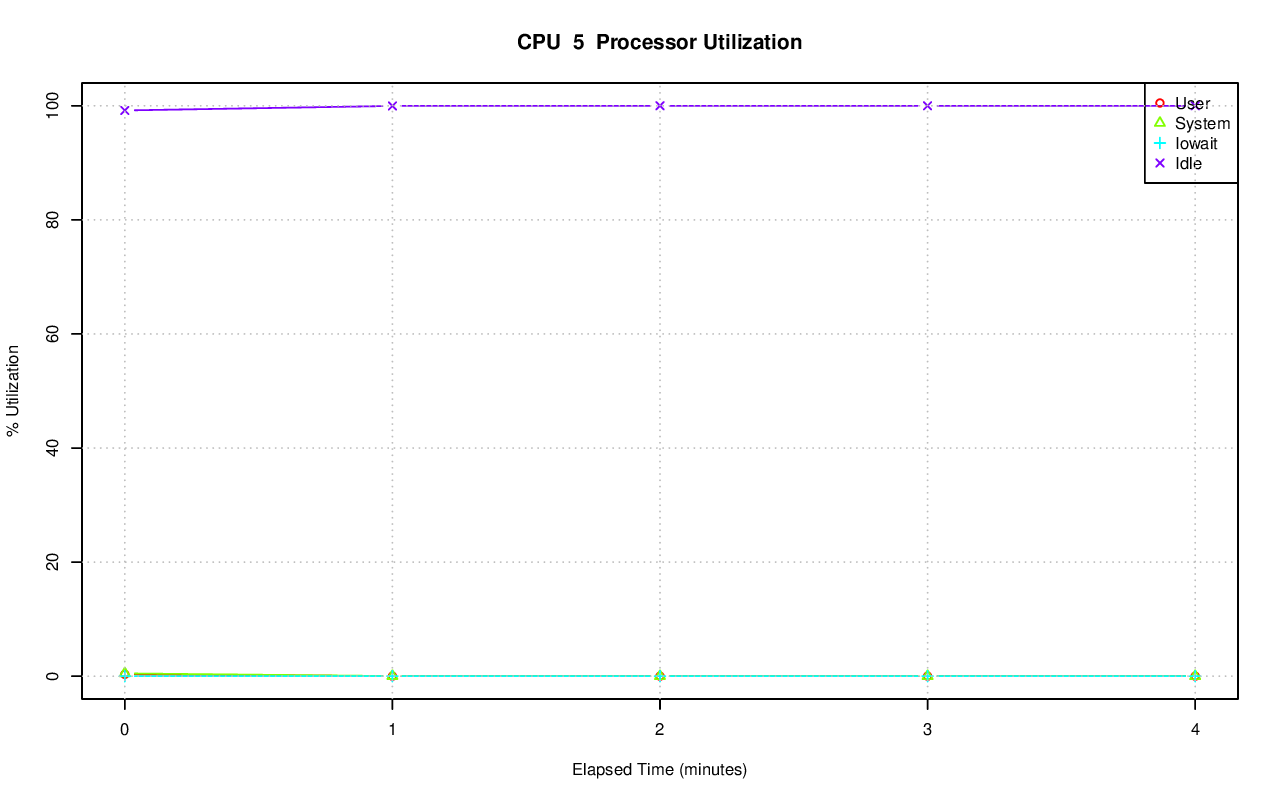 CPU  5  Processor Utilization
100
80
60
40
20
0
% Utilization
User
System
Iowait
Idle
0 1 2 3 4
Elapsed Time (minutes)